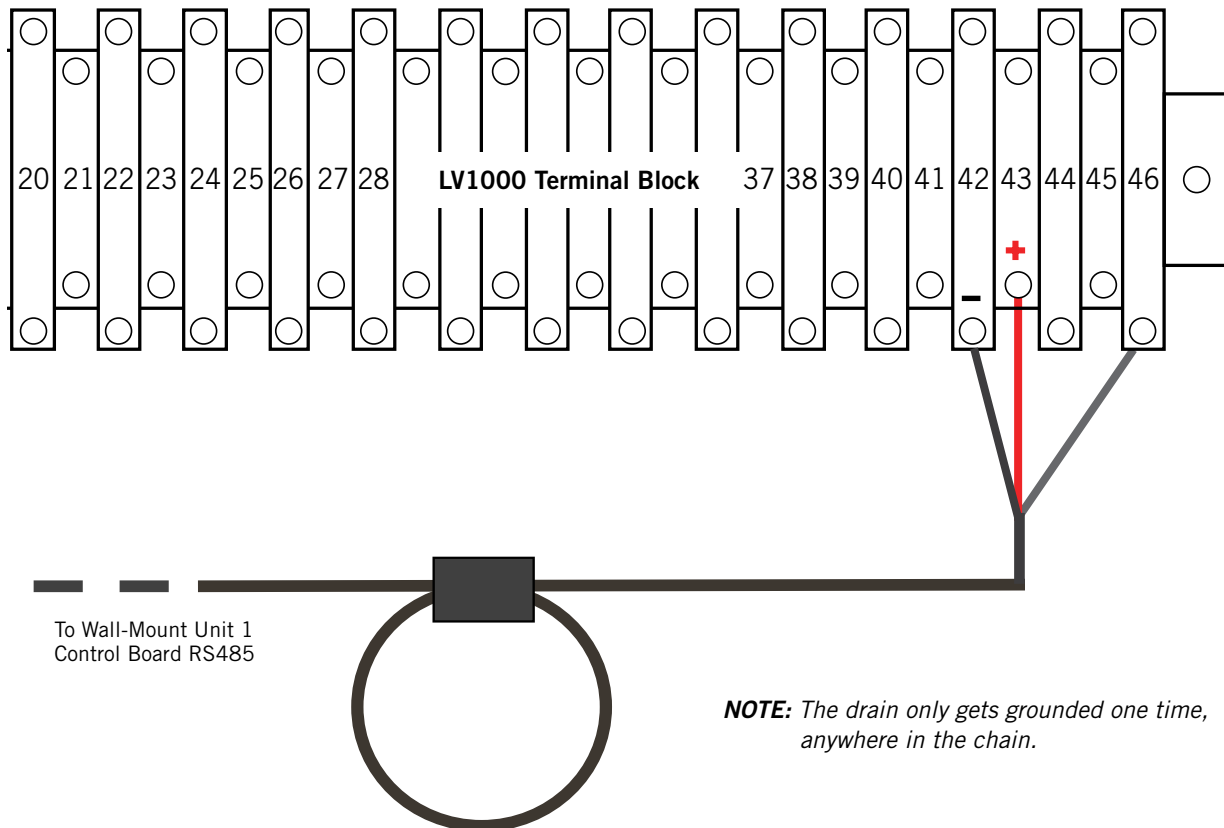 20 21 22 23 24 25 26 27 28 LV1000 Terminal Block 37 38 39 40 41 42 43 44 45 46
+
-
To Wall-Mount Unit 1
Control Board RS485
NOTE: The drain only gets grounded one time,
anywhere in the chain.